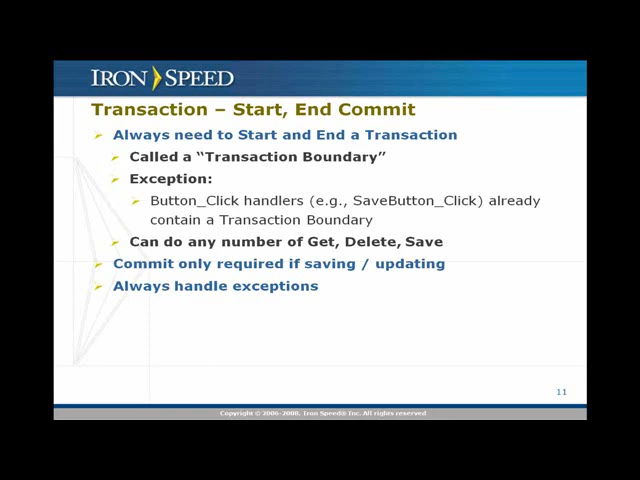 IRON SPEED
Transaction – Start, End Commit
Always need to Start and End a Transaction
Called a “Transaction Boundary”
Exception:
Button_Click handlers (e.g., SaveButton_Click) already
contain a Transaction Boundary
Can do any number of Get, Delete, Save
Commit only required if saving / updating
Always handle exceptions
11
Copyright © 2006-2008. Iron Speed® Inc. All rights reserved